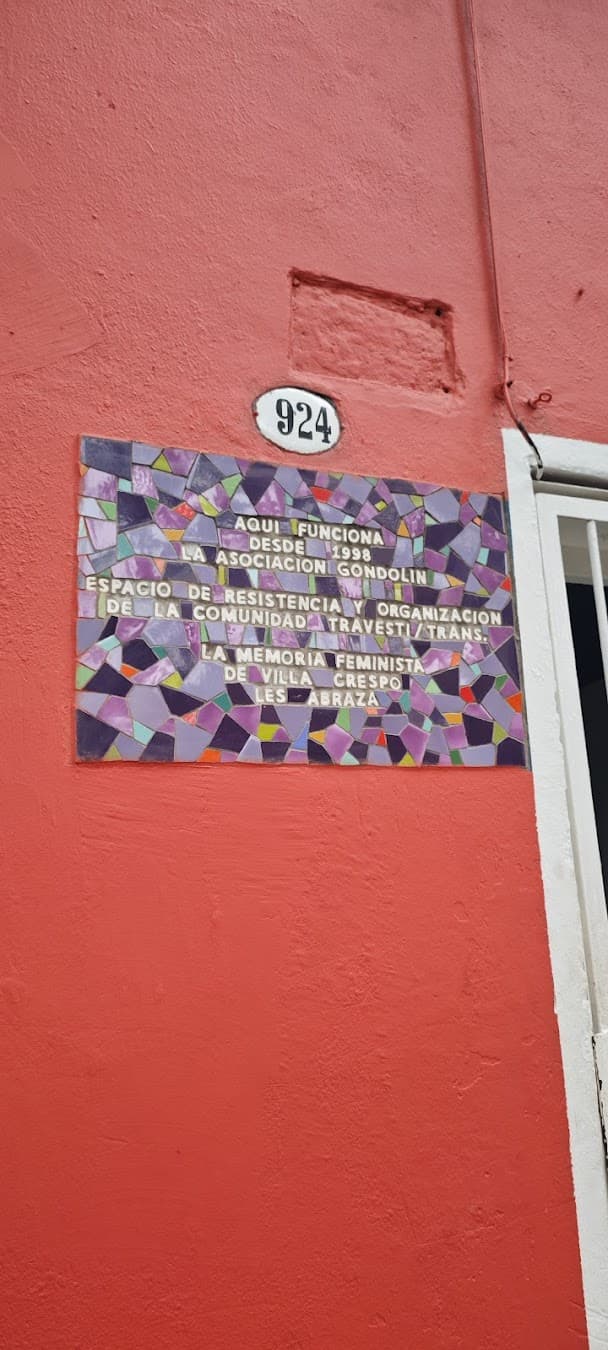 924
AQUI FUNCIONA
DESDE 1998
LA ASOCIACION GONDOLIN
ESPACIO DE RESISTENCIA Y ORGANIZACION
DE LA COMUNIDAD TRAVESTI/TRANS.
LA MEMORIA FEMINISTA
DE VILLA CRESPO
LES ABRAZA